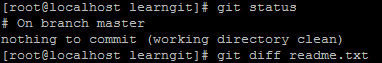 [root@localhost learngit]# git status
# On branch master
nothing to commit (working directory clean)
[root@localhost learngit]# git diff readme.txt